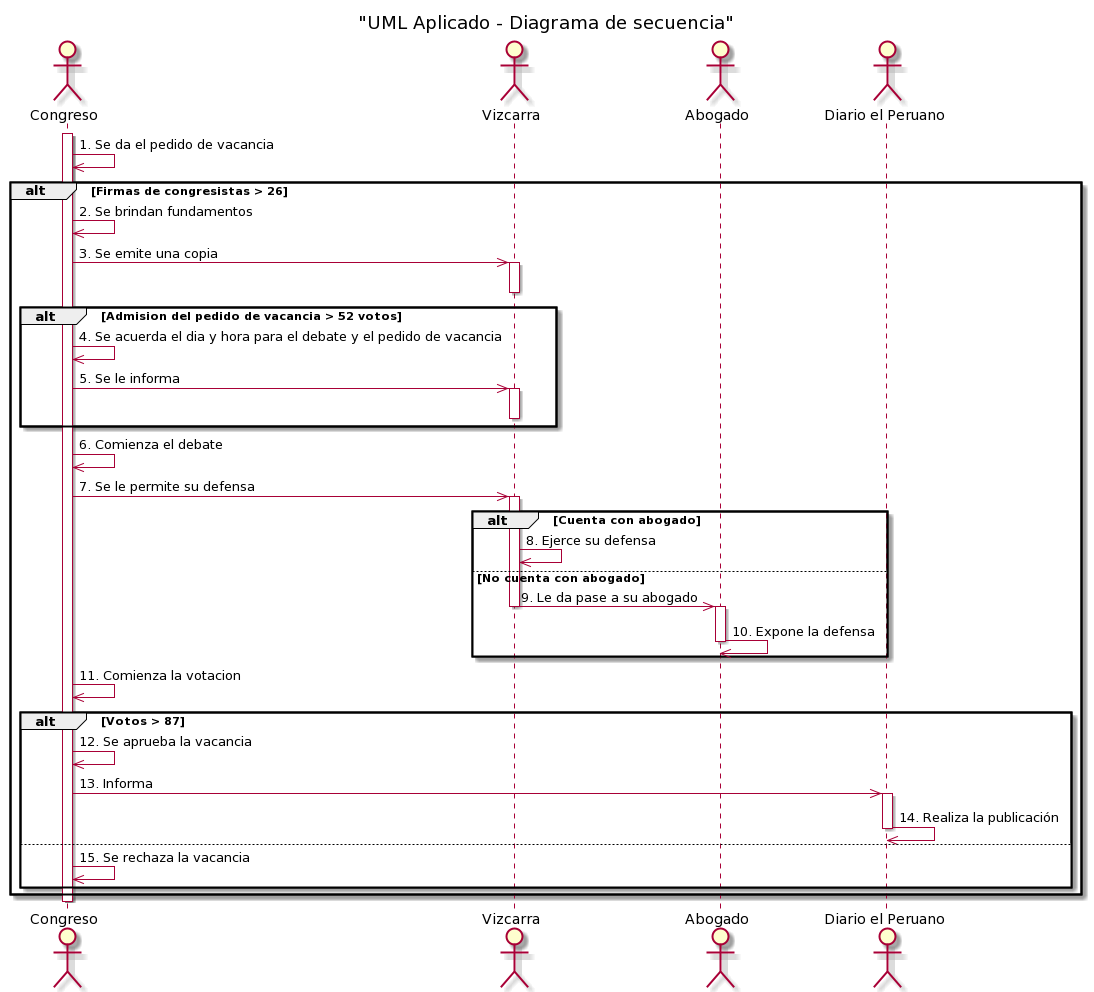 "UML Aplicado - Diagrama de secuencia"
Congreso
Vizcarra
Abogado
Diario el Peruano
1. Se da el pedido de vacancia
alt
[Firmas de congresistas > 26]
2. Se brindan fundamentos
3. Se emite una copia
alt
[Admision del pedido de vacancia > 52 votos]
4. Se acuerda el dia y hora para el debate y el pedido de vacancia
5. Se le informa
6. Comienza el debate
7. Se le permite su defensa
alt
[Cuenta con abogado]
8. Ejerce su defensa
[No cuenta con abogado]
9. Le da pase a su abogado
10. Expone la defensa
11. Comienza la votacion
alt
[Votos > 87]
12. Se aprueba la vacancia
13. Informa
14. Realiza la publicación
15. Se rechaza la vacancia
Congreso
Vizcarra
Abogado
Diario el Peruano